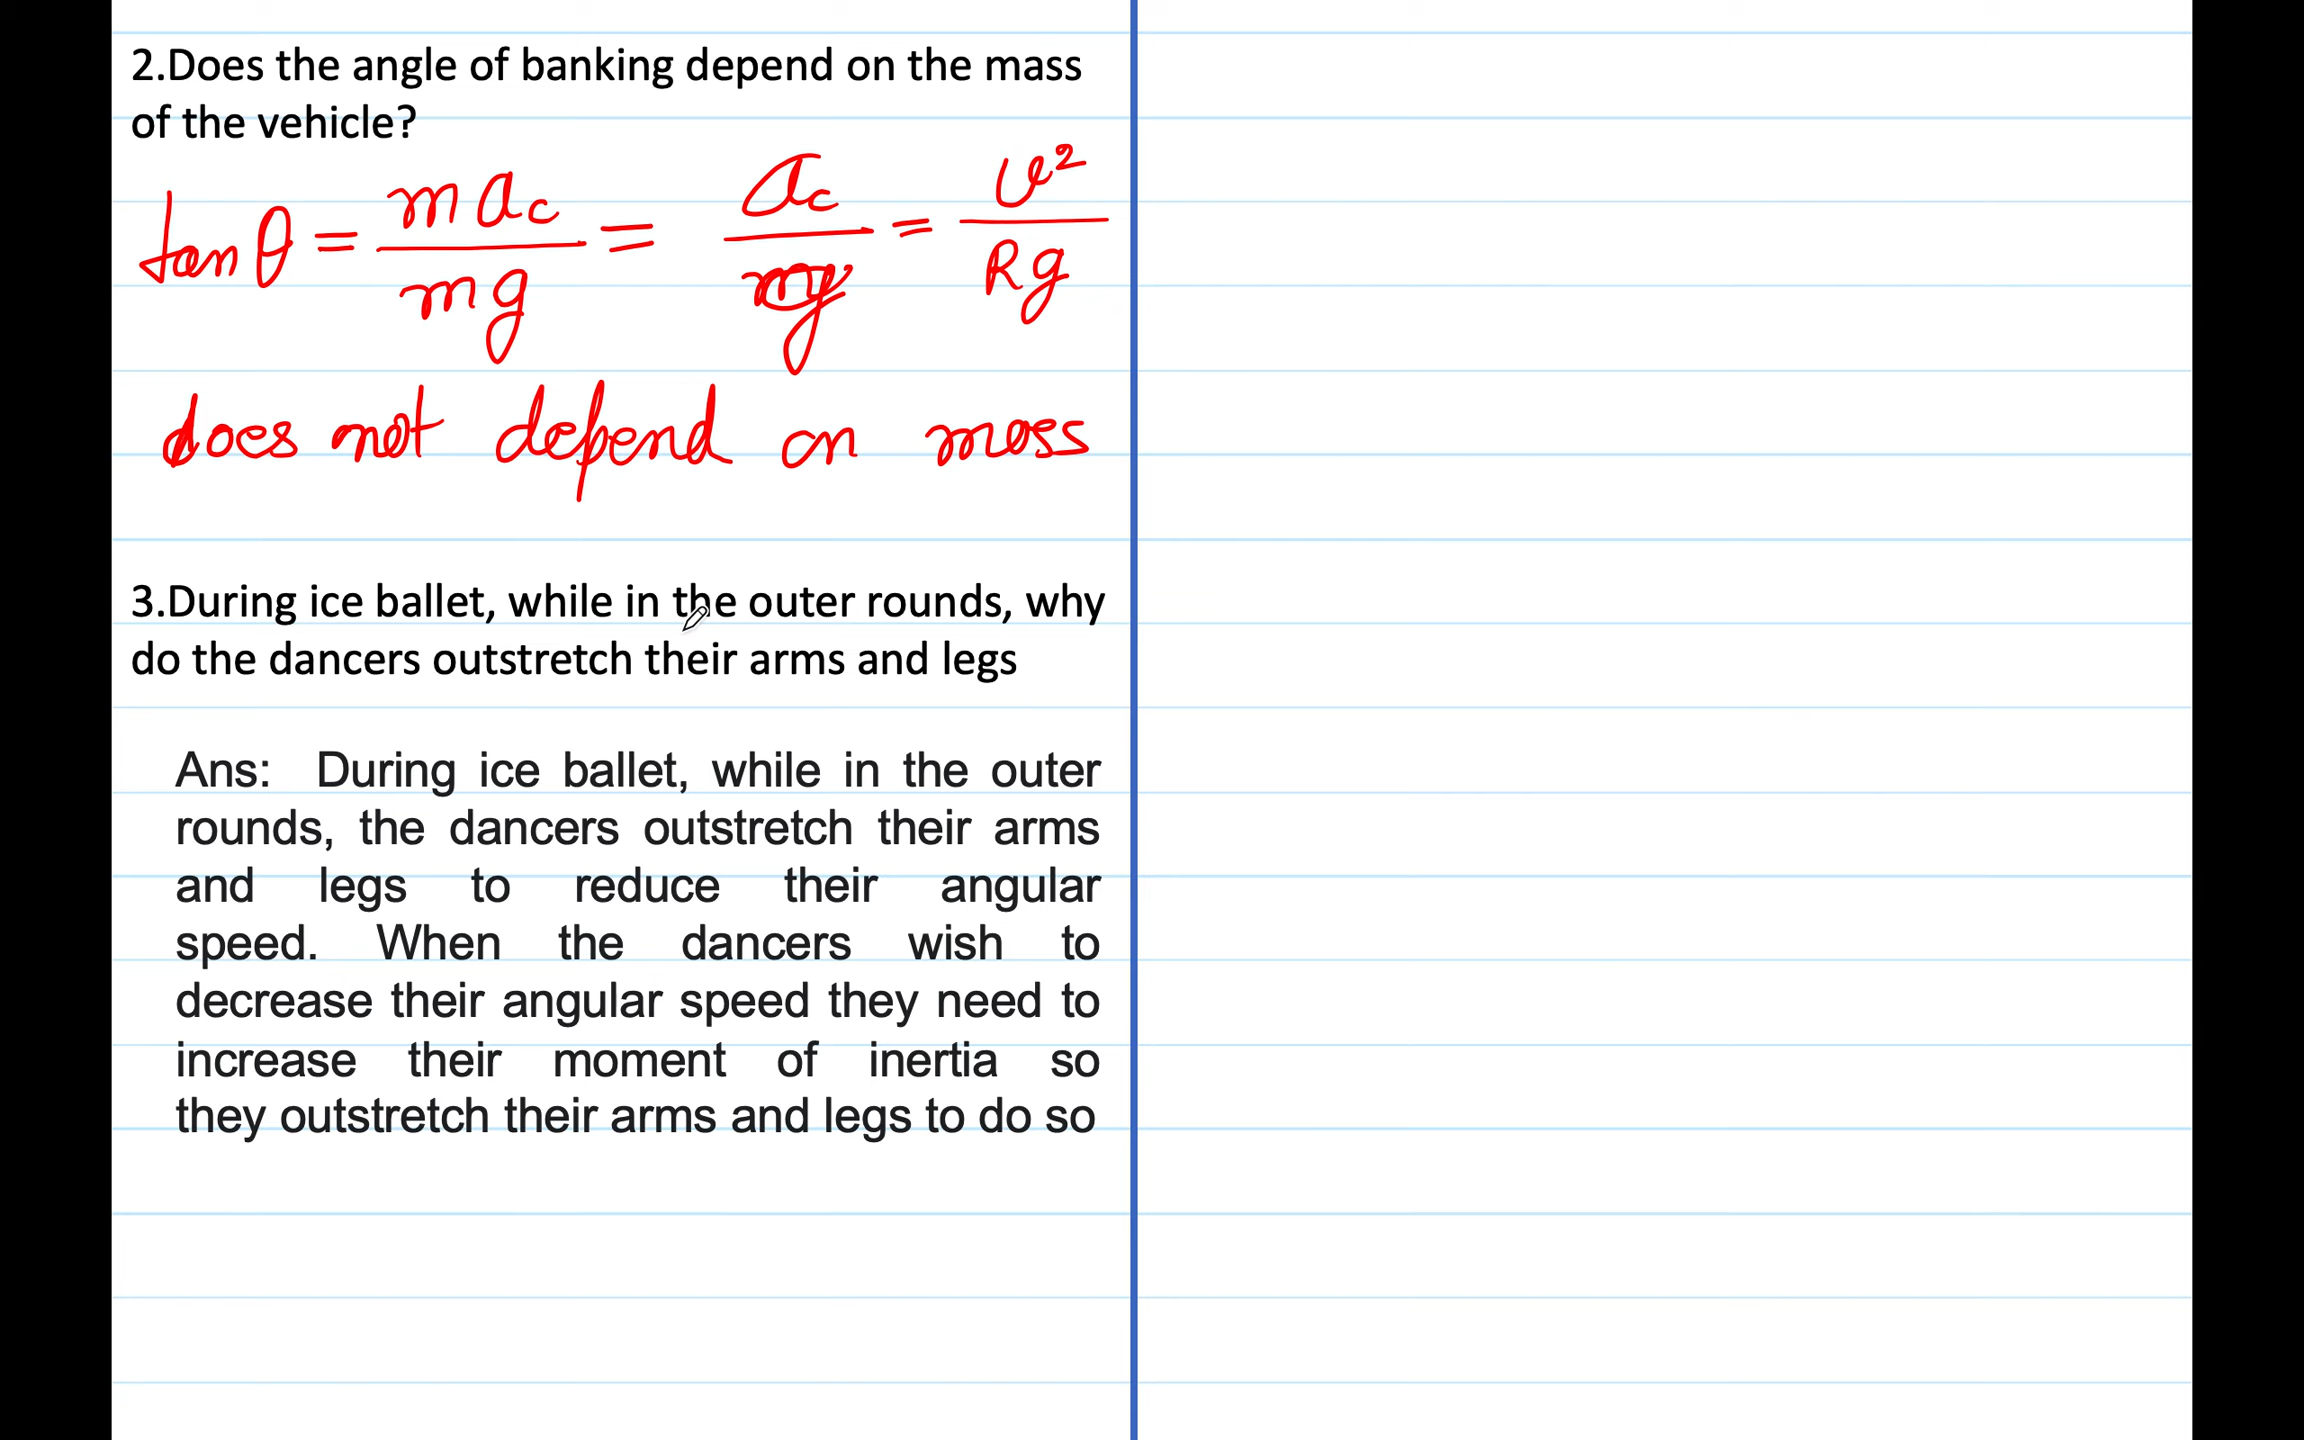 2.Does the angle of banking depend on the mass
of the vehicle?
tan θ = m a_c / m g = a_c / g = v² / Rg
does not depend on mass
3.During ice ballet, while in the outer rounds, why
do the dancers outstretch their arms and legs
Ans: During ice ballet, while in the outer
rounds, the dancers outstretch their arms
and legs to reduce their angular
speed. When the dancers wish to
decrease their angular speed they need to
increase their moment of inertia so
they outstretch their arms and legs to do so